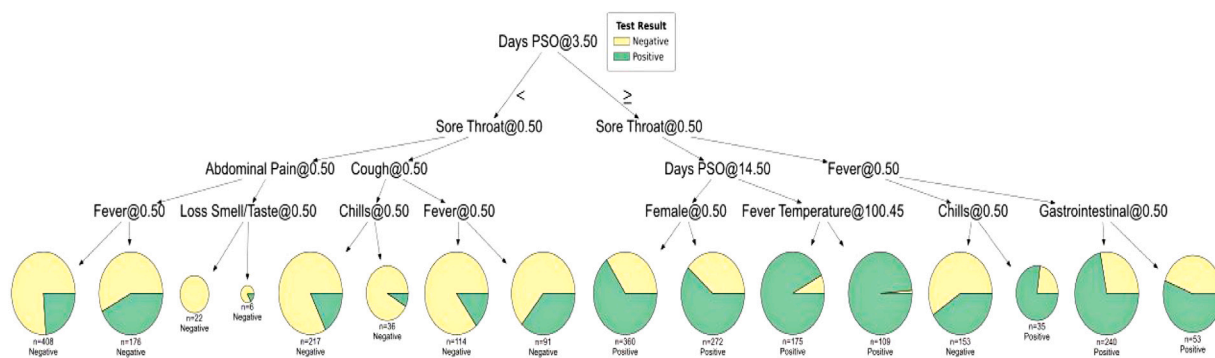 Test Result
Negative
Positive
Days PSO@3.50
<
≥
Sore Throat@0.50
Sore Throat@0.50
Abdominal Pain@0.50
Cough@0.50
Days PSO@14.50
Fever@0.50
Fever@0.50
Loss Smell/Taste@0.50
Chills@0.50
Fever@0.50
Female@0.50
Fever Temperature@100.45
Chills@0.50
Gastrointestinal@0.50
n=408
Negative
n=176
Negative
n=22
Negative
n=6
Negative
n=217
Negative
n=36
Negative
n=114
Negative
n=91
Negative
n=360
Positive
n=272
Positive
n=175
Positive
n=109
Positive
n=153
Negative
n=35
Positive
n=240
Positive
n=53
Positive